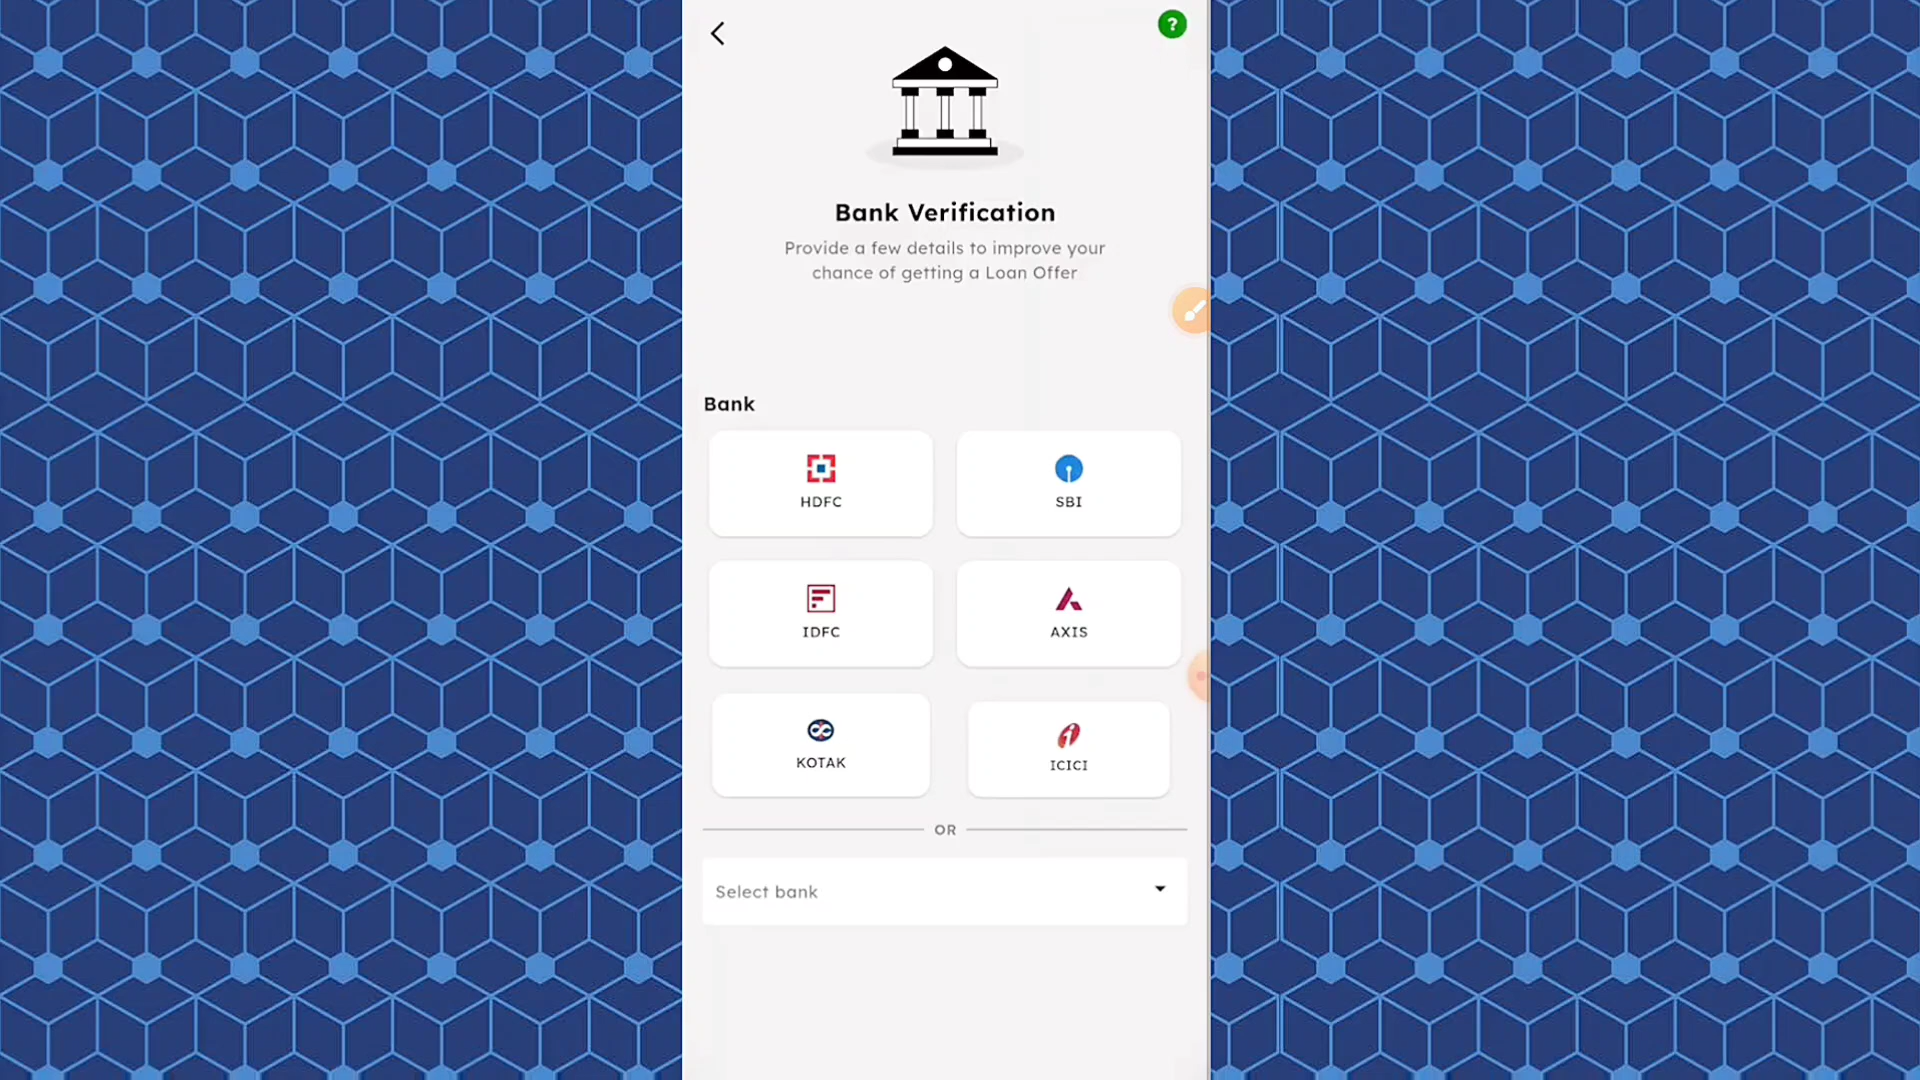 ?
Bank Verification
Provide a few details to improve your
chance of getting a Loan Offer
Bank
HDFC
SBI
IDFC
AXIS
KOTAK
ICICI
OR
Select bank